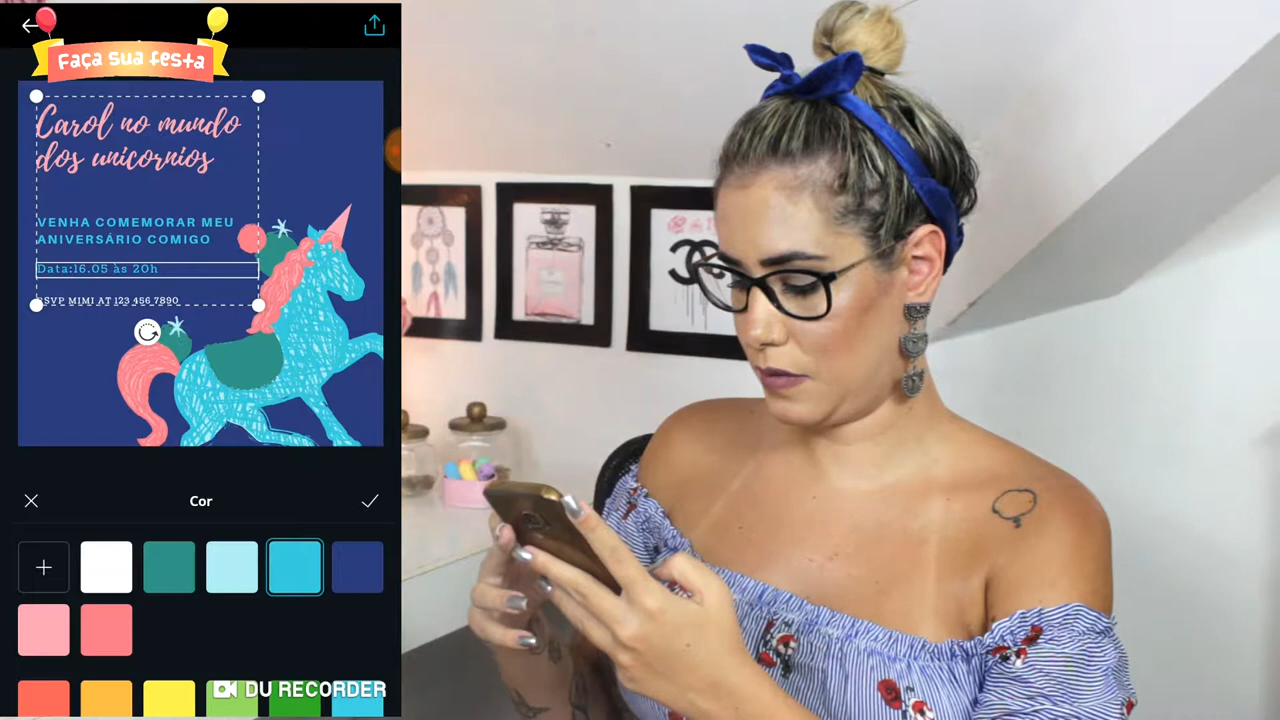 Faça sua festa
Carol no mundo
dos unicornios
VENHA COMEMORAR MEU
ANIVERSÁRIO COMIGO
Data:16.05 às 20h
RSVP MIMI AT 123 456 7890
Cor
DU RECORDER